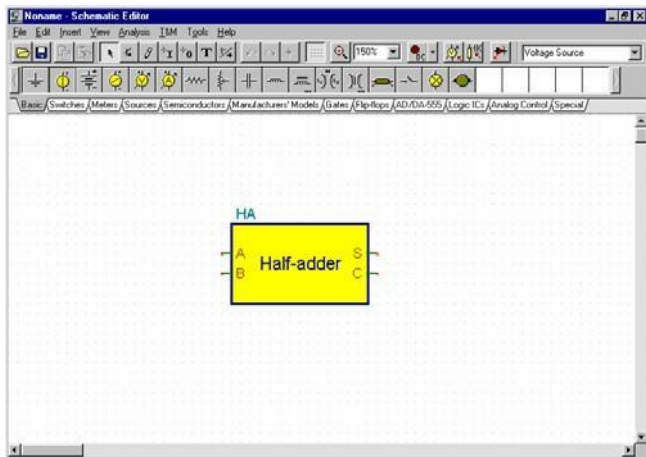 Noname - Schematic Editor
File Edit Insert View Analysis T&M Tools Help
150% DC Voltage Source
Basic Switches Meters Sources Semiconductors Manufacturers' Models Gates Flip-flops AD/DA-555 Logic ICs Analog Control Special
HA
A Half-adder S
B C